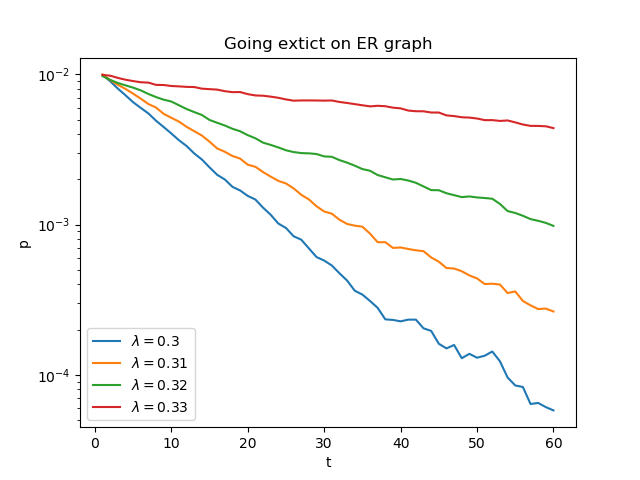 Going extict on ER graph
10⁻²
10⁻³
10⁻⁴
p
λ = 0.3
λ = 0.31
λ = 0.32
λ = 0.33
0 10 20 30 40 50 60
t